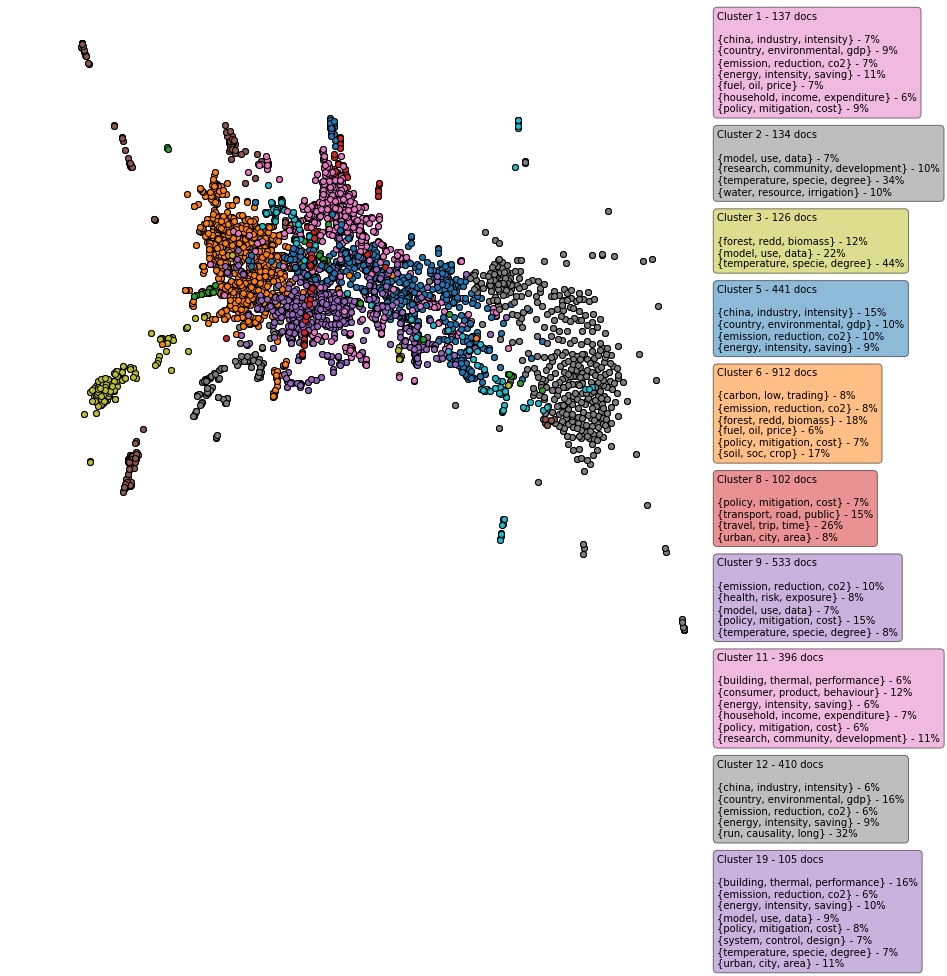 Cluster 1 - 137 docs
{china, industry, intensity} - 7%
{country, environmental, gdp} - 9%
{emission, reduction, co2} - 7%
{energy, intensity, saving} - 11%
{fuel, oil, price} - 7%
{household, income, expenditure} - 6%
{policy, mitigation, cost} - 9%
Cluster 2 - 134 docs
{model, use, data} - 7%
{research, community, development} - 10%
{temperature, specie, degree} - 34%
{water, resource, irrigation} - 10%
Cluster 3 - 126 docs
{forest, redd, biomass} - 12%
{model, use, data} - 22%
{temperature, specie, degree} - 44%
Cluster 5 - 441 docs
{china, industry, intensity} - 15%
{country, environmental, gdp} - 10%
{emission, reduction, co2} - 10%
{energy, intensity, saving} - 9%
Cluster 6 - 912 docs
{carbon, low, trading} - 8%
{emission, reduction, co2} - 8%
{forest, redd, biomass} - 18%
{fuel, oil, price} - 6%
{policy, mitigation, cost} - 7%
{soil, soc, crop} - 17%
Cluster 8 - 102 docs
{policy, mitigation, cost} - 7%
{transport, road, public} - 15%
{travel, trip, time} - 26%
{urban, city, area} - 8%
Cluster 9 - 533 docs
{emission, reduction, co2} - 10%
{health, risk, exposure} - 8%
{model, use, data} - 7%
{policy, mitigation, cost} - 15%
{temperature, specie, degree} - 8%
Cluster 11 - 396 docs
{building, thermal, performance} - 6%
{consumer, product, behaviour} - 12%
{energy, intensity, saving} - 6%
{household, income, expenditure} - 7%
{policy, mitigation, cost} - 6%
{research, community, development} - 11%
Cluster 12 - 410 docs
{china, industry, intensity} - 6%
{country, environmental, gdp} - 16%
{emission, reduction, co2} - 6%
{energy, intensity, saving} - 9%
{run, causality, long} - 32%
Cluster 19 - 105 docs
{building, thermal, performance} - 16%
{emission, reduction, co2} - 6%
{energy, intensity, saving} - 10%
{model, use, data} - 9%
{policy, mitigation, cost} - 8%
{system, control, design} - 7%
{temperature, specie, degree} - 7%
{urban, city, area} - 11%